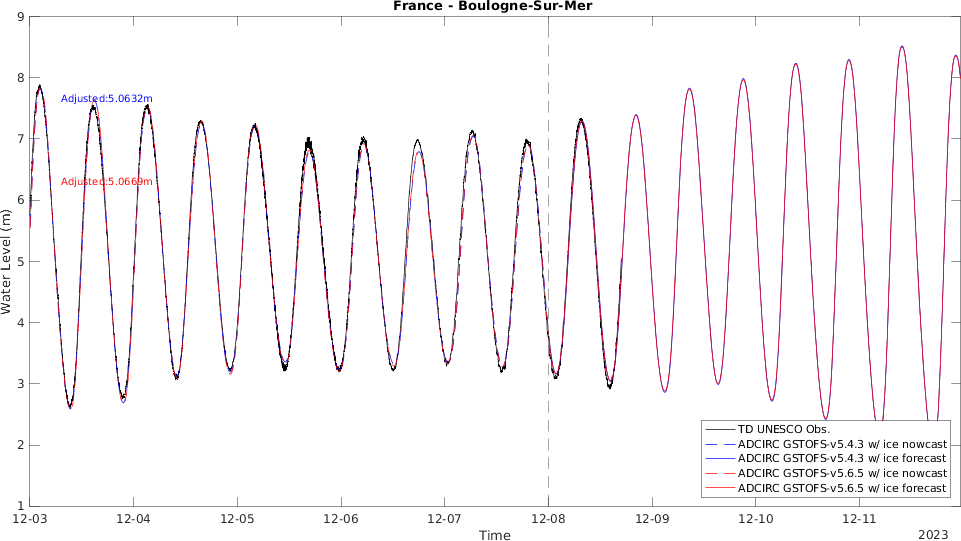 France - Boulogne-Sur-Mer
9
8
7
6
5
4
3
2
1
Water Level (m)
Adjusted:5.0632m
Adjusted:5.0669m
TD UNESCO Obs.
ADCIRC GSTOFS-v5.4.3 w/ ice nowcast
ADCIRC GSTOFS-v5.4.3 w/ ice forecast
ADCIRC GSTOFS-v5.6.5 w/ ice nowcast
ADCIRC GSTOFS-v5.6.5 w/ ice forecast
12-03 12-04 12-05 12-06 12-07 12-08 12-09 12-10 12-11
Time
2023